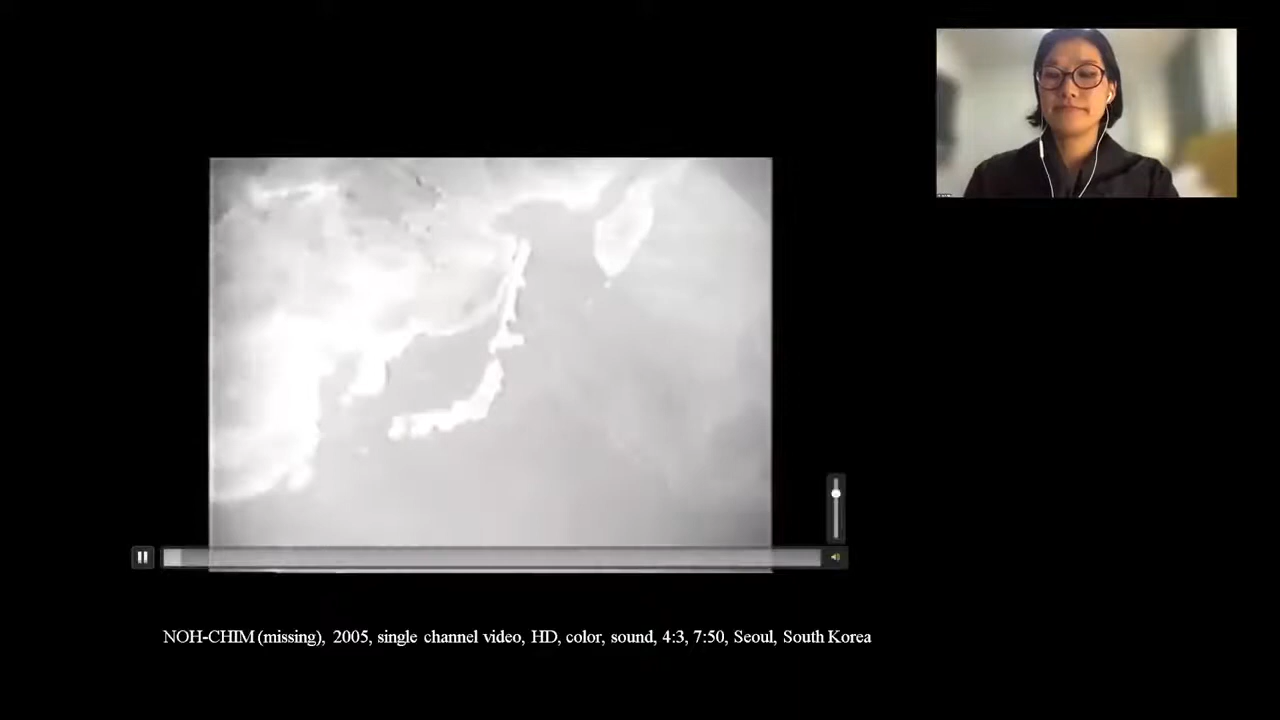 NOH-CHIM (missing), 2005, single channel video, HD, color, sound, 4:3, 7:50, Seoul, South Korea